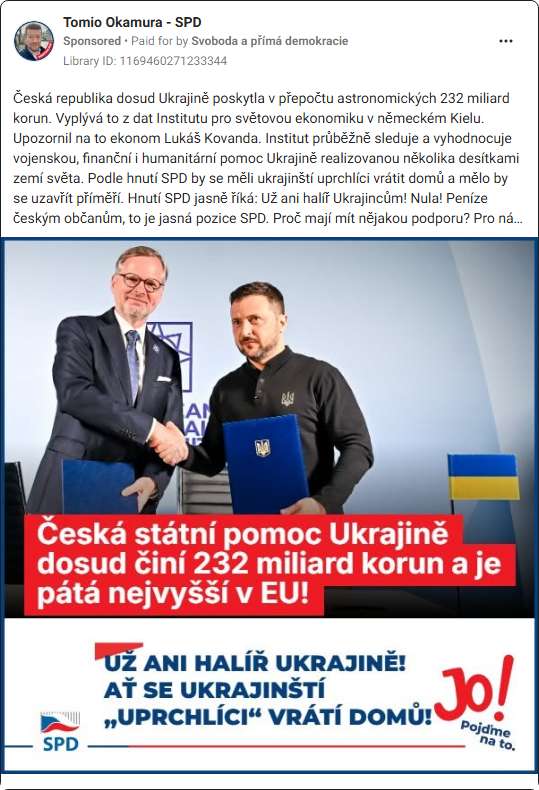 Tomio Okamura - SPD
Sponsored • Paid for by Svoboda a přímá demokracie
Library ID: 1169460271233344
Česká republika dosud Ukrajině poskytla v přepočtu astronomických 232 miliard
korun. Vyplývá to z dat Institutu pro světovou ekonomiku v německém Kielu.
Upozornil na to ekonom Lukáš Kovanda. Institut průběžně sleduje a vyhodnocuje
vojenskou, finanční i humanitární pomoc Ukrajině realizovanou několika desítkami
zemí světa. Podle hnutí SPD by se měli ukrajinští uprchlíci vrátit domů a mělo by
se uzavřít příměří. Hnutí SPD jasně říká: Už ani halíř Ukrajincům! Nula! Peníze
českým občanům, to je jasná pozice SPD. Proč mají mít nějakou podporu? Pro ná...
Česká státní pomoc Ukrajině
dosud činí 232 miliard korun a je
pátá nejvyšší v EU!
UŽ ANI HALÍŘ UKRAJINĚ!
AŤ SE UKRAJINŠTÍ
„UPRCHLÍCI“ VRÁTÍ DOMŮ!
Jo!
Pojďme
na to.
SPD